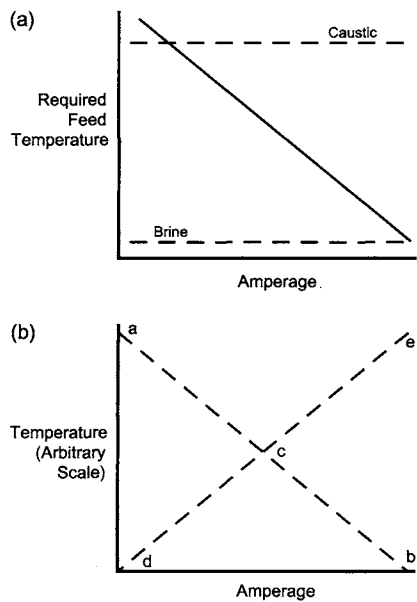 (a)
Caustic
Required
Feed
Temperature
Brine
Amperage
(b)
a
e
Temperature
(Arbitrary
Scale)
c
d
b
Amperage